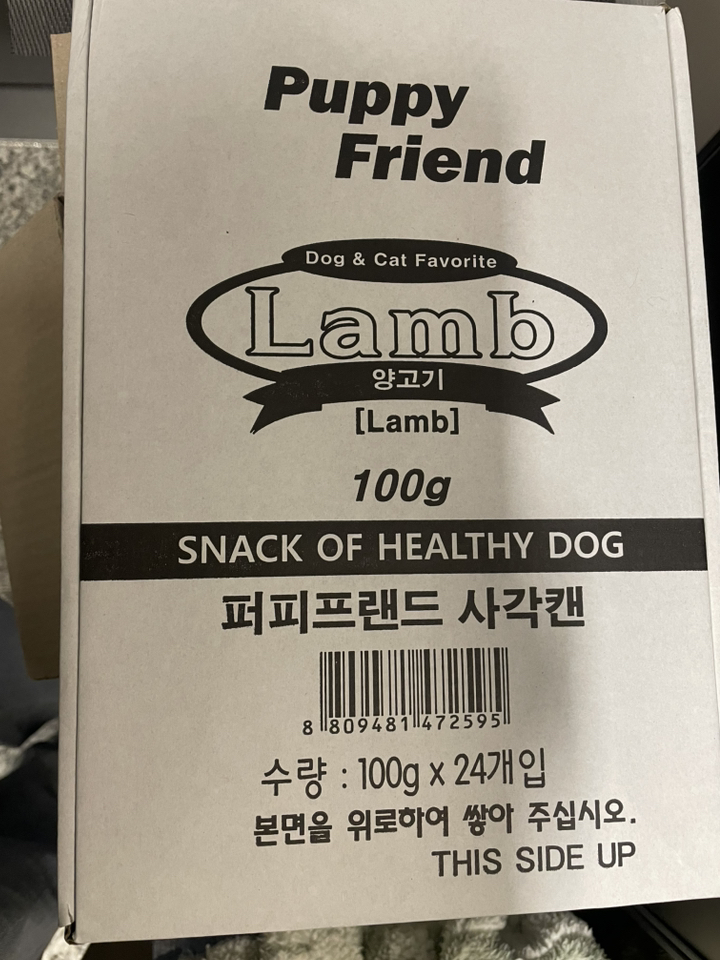 Puppy
Friend
Dog & Cat Favorite
Lamb
양고기
[Lamb]
100g
SNACK OF HEALTHY DOG
퍼피프랜드 사각캔
8 809481 472595
수량 : 100g x 24개입
본면을 위로하여 쌓아 주십시오.
THIS SIDE UP